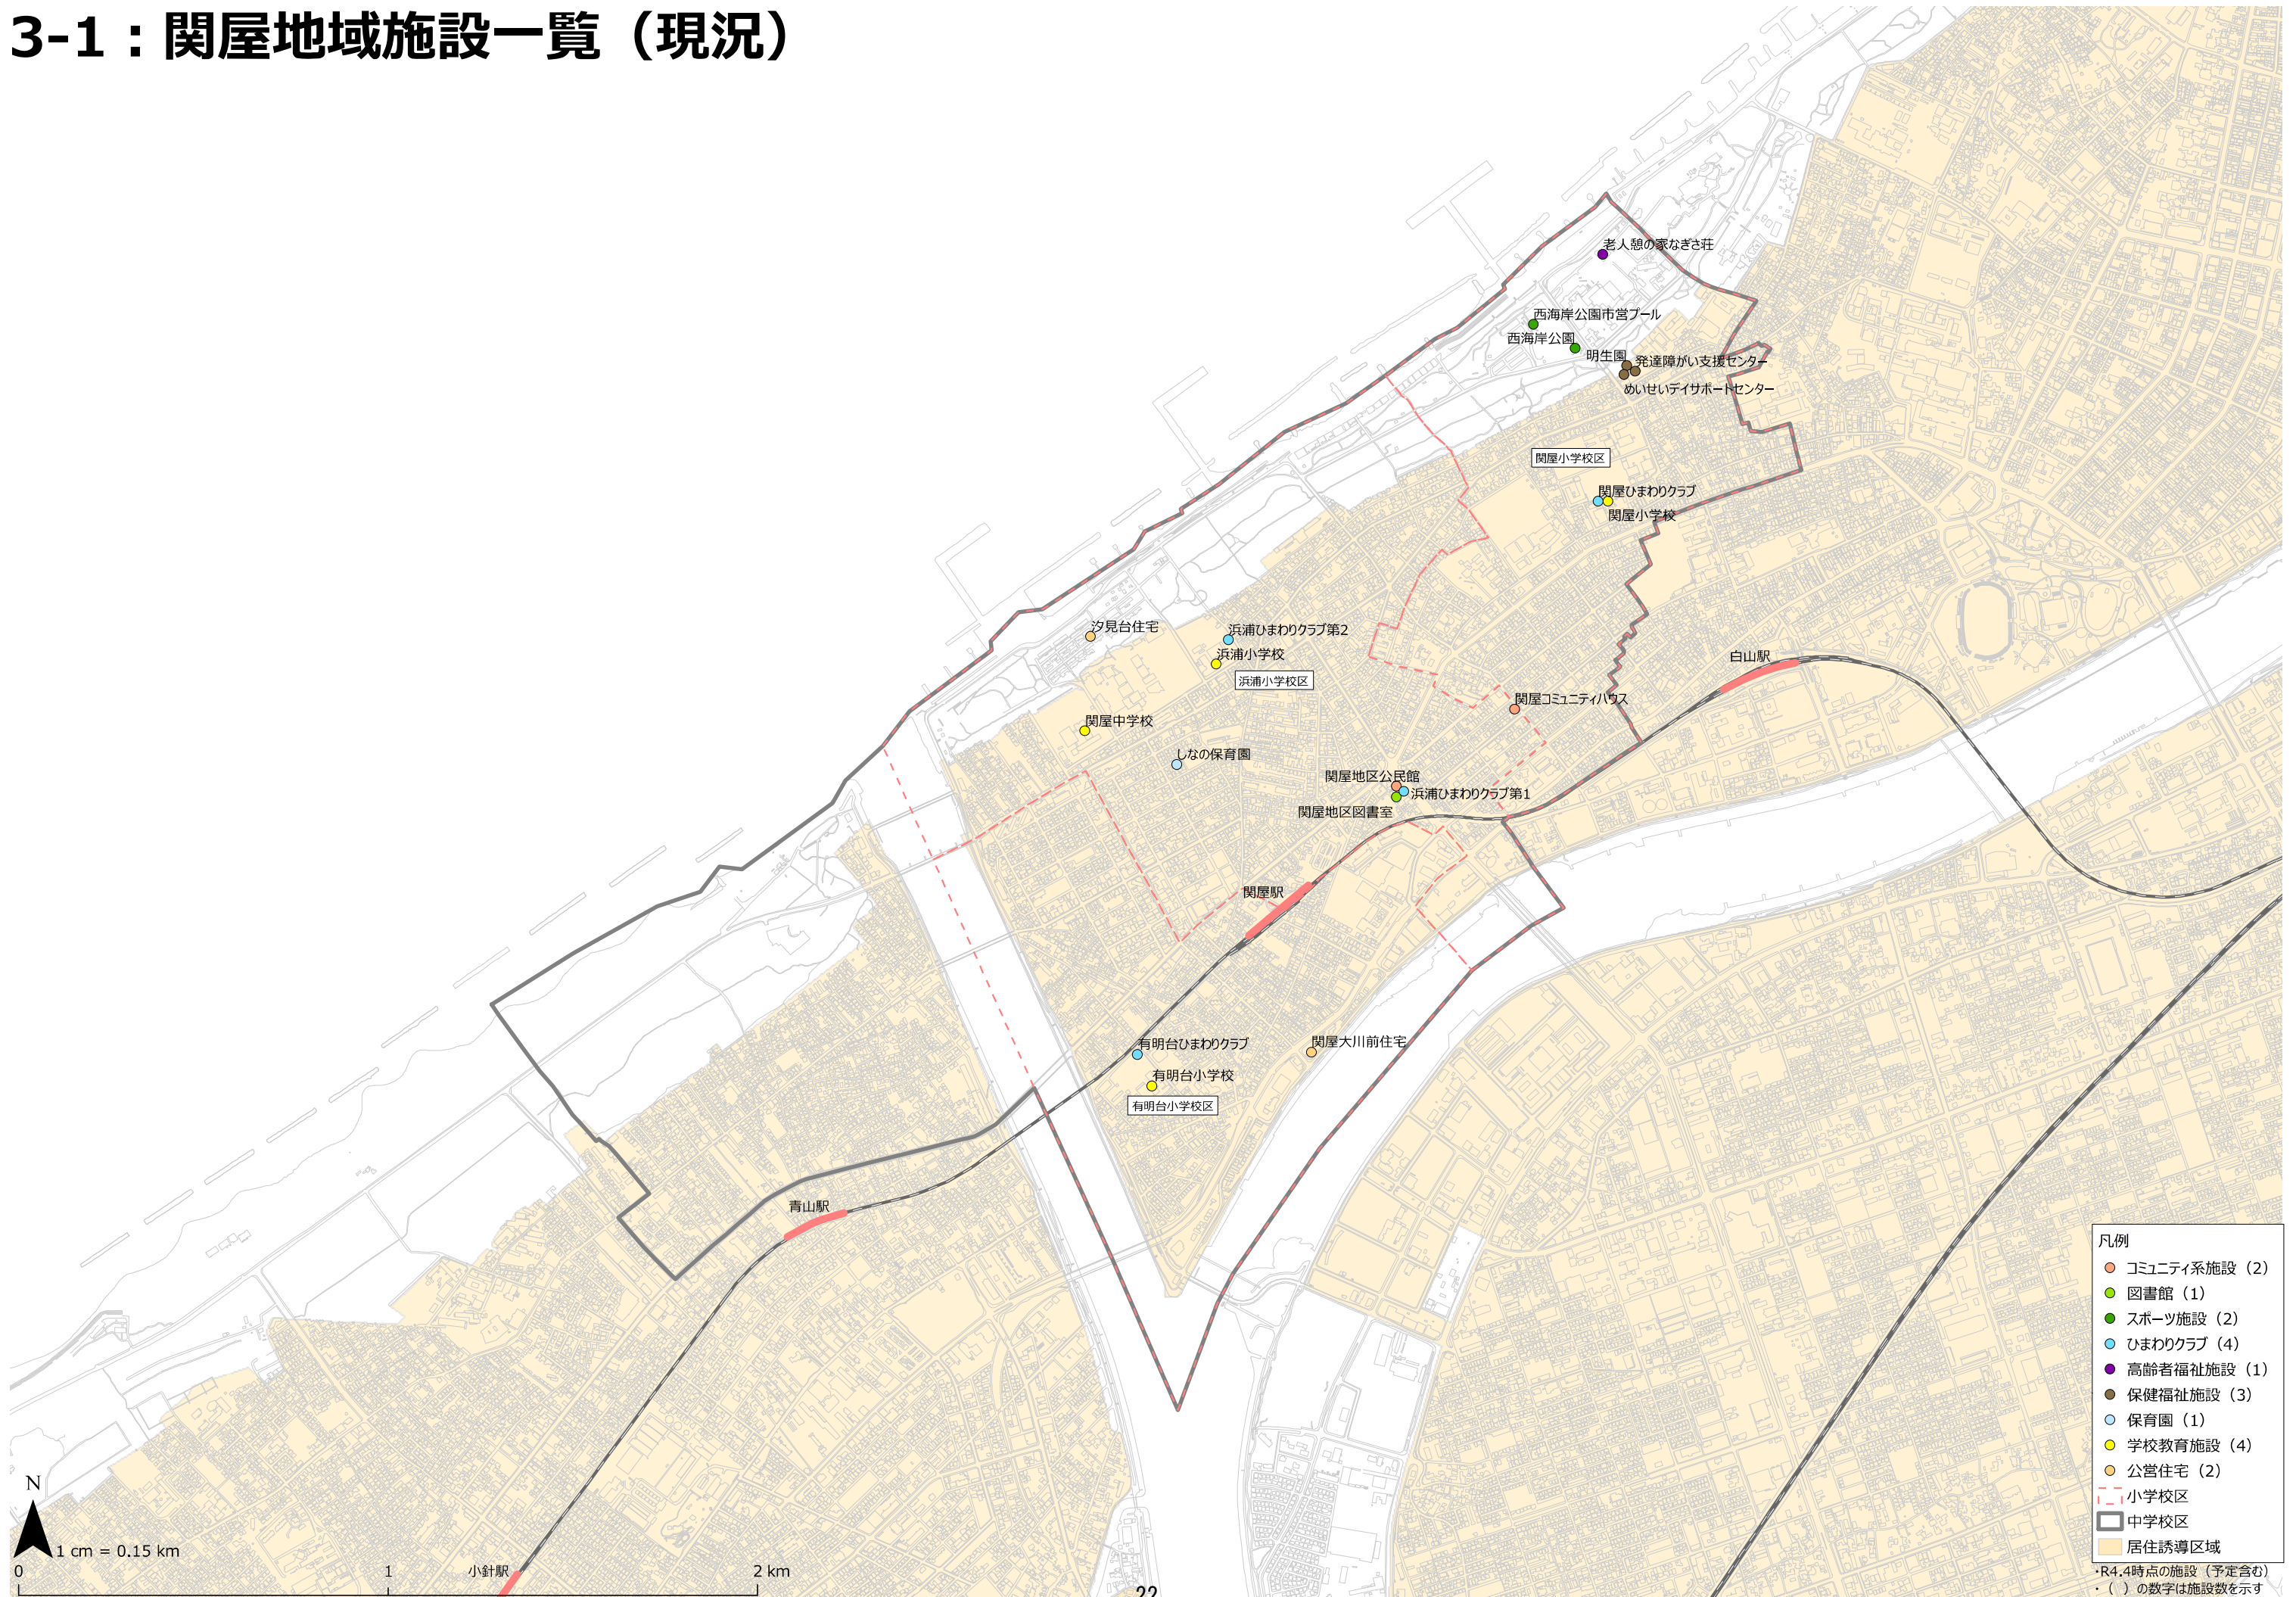 3-1：関屋地域施設一覧（現況）
老人憩の家なぎさ荘
西海岸公園市営プール
西海岸公園
明生園
発達障がい支援センター
めいせいデイサポートセンター
関屋小学校区
関屋ひまわりクラブ
関屋小学校
汐見台住宅
浜浦ひまわりクラブ第2
浜浦小学校
浜浦小学校区
白山駅
関屋コミュニティハウス
関屋中学校
しなの保育園
関屋地区公民館
浜浦ひまわりクラブ第1
関屋地区図書室
関屋駅
有明台ひまわりクラブ
関屋大川前住宅
有明台小学校
有明台小学校区
青山駅
小針駅
N
1 cm = 0.15 km
0 1 2 km
22
凡例
コミュニティ系施設（2）
図書館（1）
スポーツ施設（2）
ひまわりクラブ（4）
高齢者福祉施設（1）
保健福祉施設（3）
保育園（1）
学校教育施設（4）
公営住宅（2）
小学校区
中学校区
居住誘導区域
・R4.4時点の施設（予定含む）
・（ ）の数字は施設数を示す